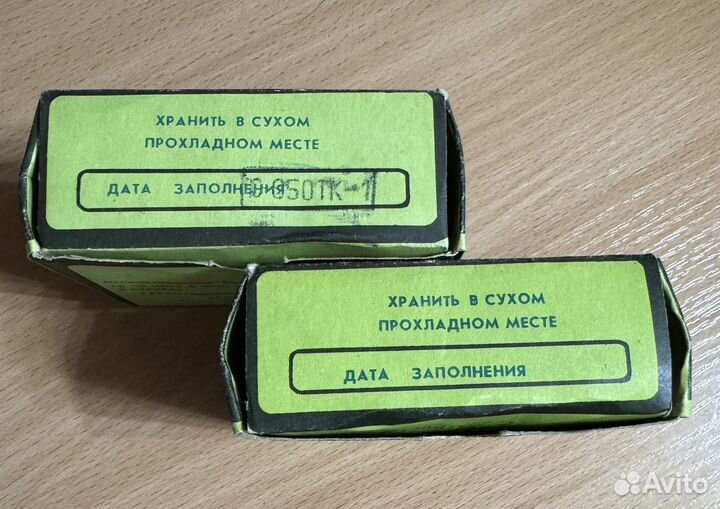 ХРАНИТЬ В СУХОМ
ПРОХЛАДНОМ МЕСТЕ
ДАТА ЗАПОЛНЕНИЯ
ХРАНИТЬ В СУХОМ
ПРОХЛАДНОМ МЕСТЕ
ДАТА ЗАПОЛНЕНИЯ
Avito